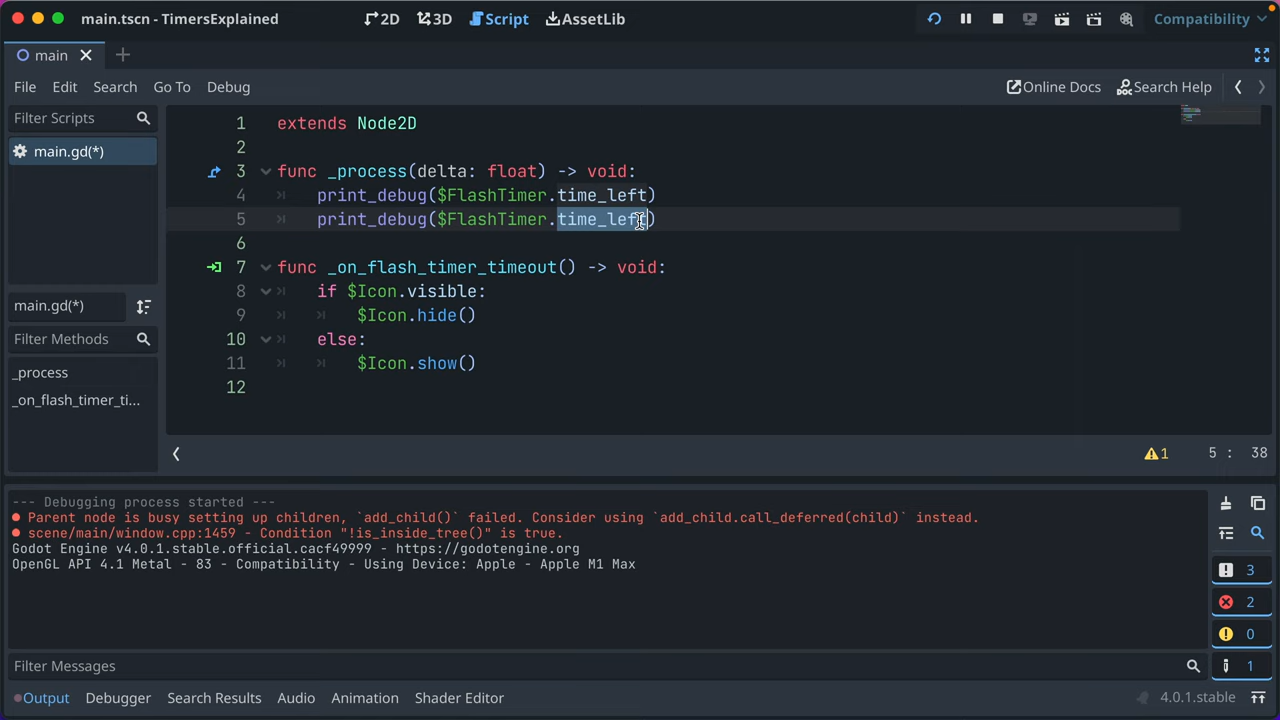 main.tscn - TimersExplained
2D
3D
Script
AssetLib
Compatibility
main
File Edit Search Go To Debug
Online Docs
Search Help
Filter Scripts
main.gd(*)
main.gd(*)
Filter Methods
_process
_on_flash_timer_ti...
1 extends Node2D
2
3 func _process(delta: float) -> void:
4 print_debug($FlashTimer.time_left)
5 print_debug($FlashTimer.time_left)
6
7 func _on_flash_timer_timeout() -> void:
8 if $Icon.visible:
9 $Icon.hide()
10 else:
11 $Icon.show()
12
1 5 : 38
--- Debugging process started ---
Parent node is busy setting up children, `add_child()` failed. Consider using `add_child.call_deferred(child)` instead.
scene/main/window.cpp:1459 - Condition "!is_inside_tree()" is true.
Godot Engine v4.0.1.stable.official.cacf49999 - https://godotengine.org
OpenGL API 4.1 Metal - 83 - Compatibility - Using Device: Apple - Apple M1 Max
3
2
0
1
Filter Messages
Output Debugger Search Results Audio Animation Shader Editor
4.0.1.stable